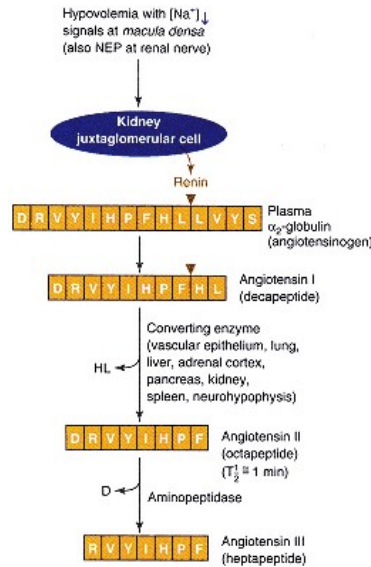 Hypovolemia with [Na+]↓
signals at macula densa
(also NEP at renal nerve)
Kidney
juxtaglomerular cell
Renin
D R V Y I H P F H L L V Y S
Plasma
α2-globulin
(angiotensinogen)
D R V Y I H P F H L
Angiotensin I
(decapeptide)
Converting enzyme
(vascular epithelium, lung,
liver, adrenal cortex,
pancreas, kidney,
spleen, neurohypophysis)
HL
D R V Y I H P F
Angiotensin II
(octapeptide)
(T½ ≅ 1 min)
D
Aminopeptidase
R V Y I H P F
Angiotensin III
(heptapeptide)